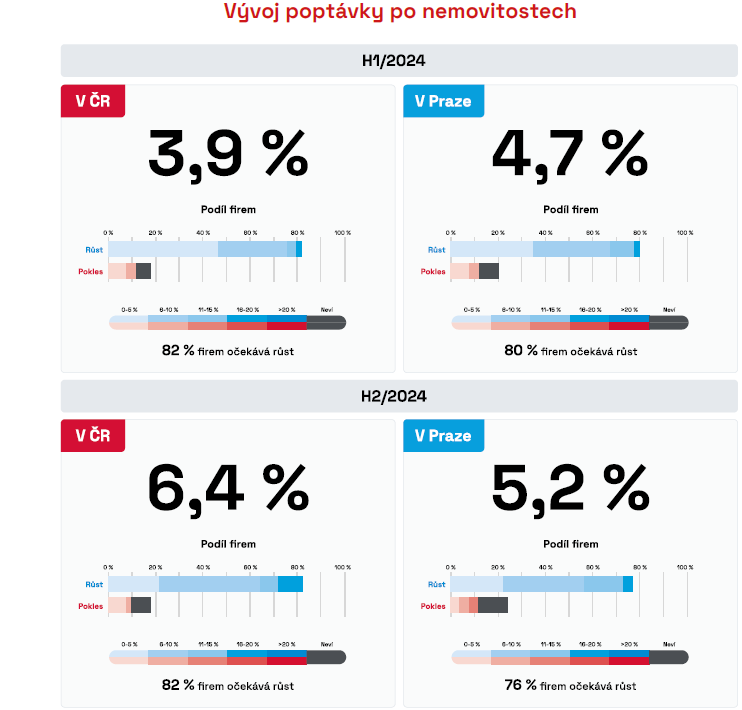 Vývoj poptávky po nemovitostech
H1/2024
V ČR
3,9 %
Podíl firem
0 % 20 % 40 % 60 % 80 % 100 %
Růst
Pokles
0-5 % 6-10 % 11-15 % 16-20 % >20 % Neví
82 % firem očekává růst
V Praze
4,7 %
Podíl firem
0 % 20 % 40 % 60 % 80 % 100 %
Růst
Pokles
0-5 % 6-10 % 11-15 % 16-20 % >20 % Neví
80 % firem očekává růst
H2/2024
V ČR
6,4 %
Podíl firem
0 % 20 % 40 % 60 % 80 % 100 %
Růst
Pokles
0-5 % 6-10 % 11-15 % 16-20 % >20 % Neví
82 % firem očekává růst
V Praze
5,2 %
Podíl firem
0 % 20 % 40 % 60 % 80 % 100 %
Růst
Pokles
0-5 % 6-10 % 11-15 % 16-20 % >20 % Neví
76 % firem očekává růst